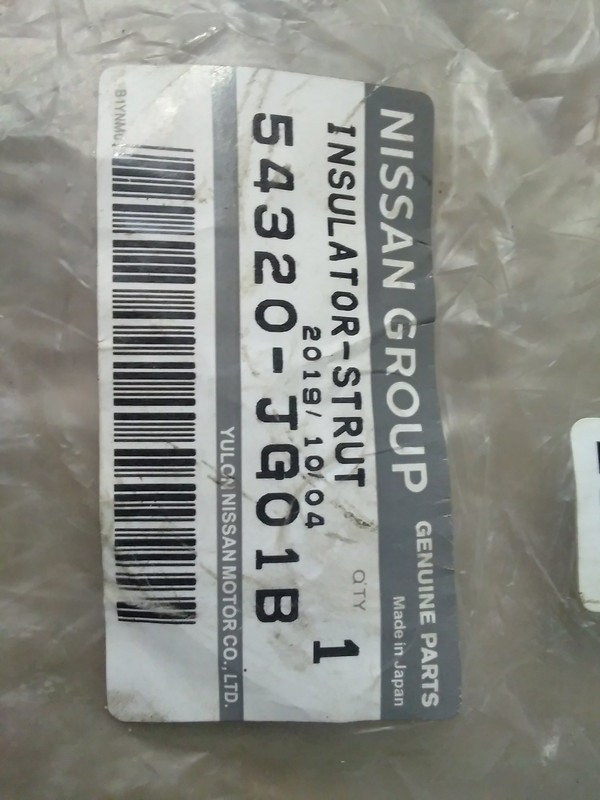 NISSAN GROUP GENUINE PARTS
Made in Japan
INSULATOR-STRUT
QTY 1
2019/10/04
54320-JG01B
YULON NISSAN MOTOR CO., LTD.